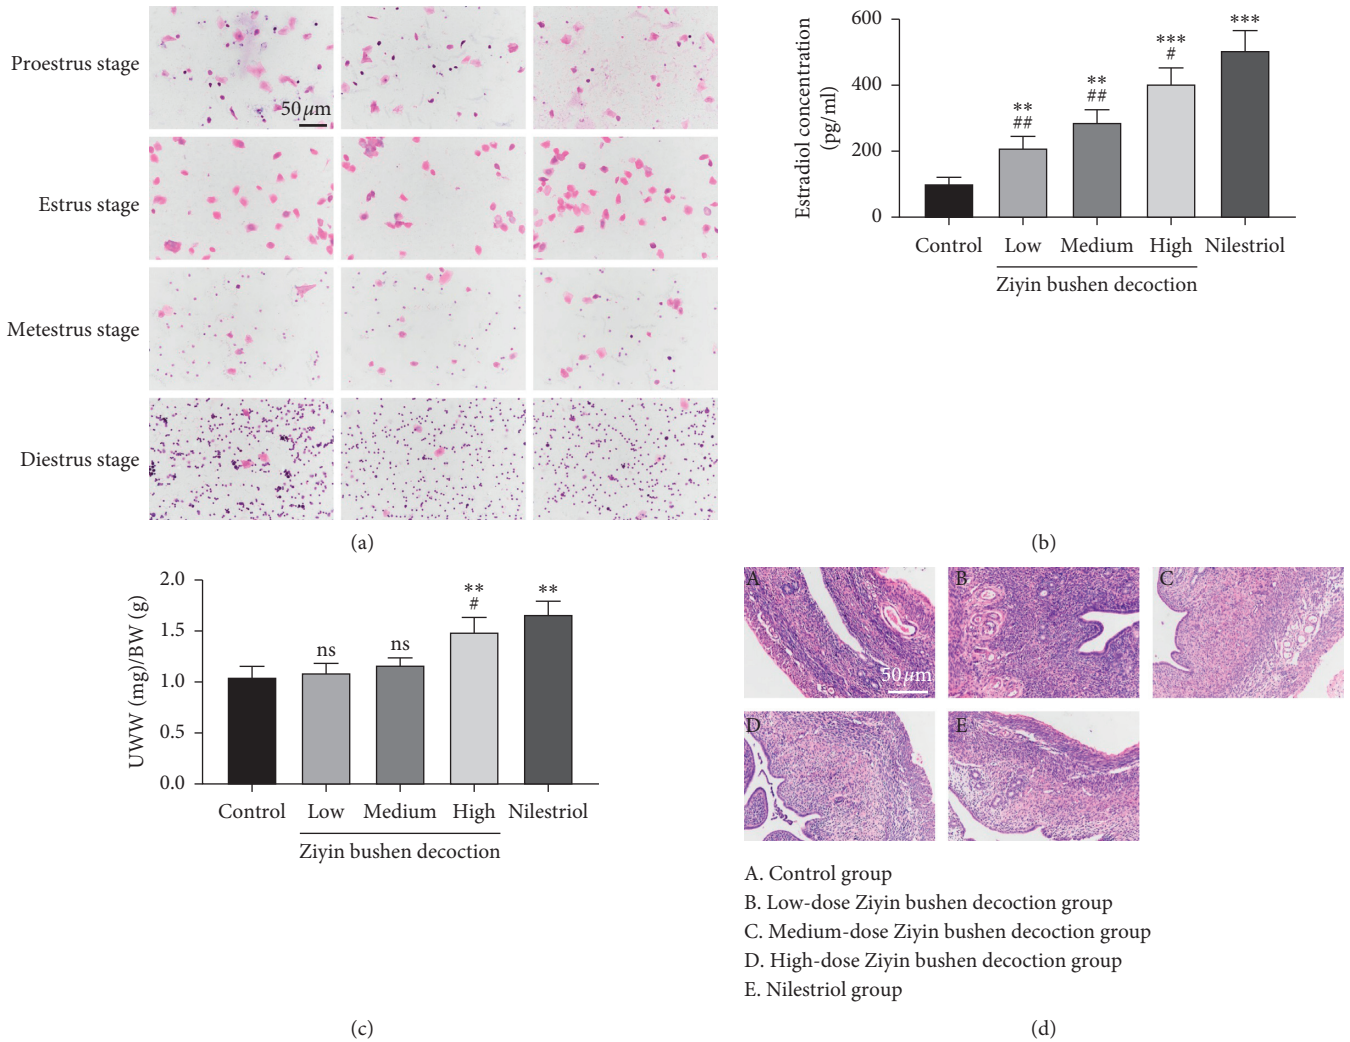 Proestrus stage
50 μm
Estrus stage
Metestrus stage
Diestrus stage
(a)
Estradiol concentration
(pg/ml)
600
400
200
0
**
##
**
##
***
#
***
Control
Low
Medium
High
Nilestriol
Ziyin bushen decoction
(b)
UWW (mg)/BW (g)
2.0
1.5
1.0
0.5
0.0
ns
ns
**
#
**
Control
Low
Medium
High
Nilestriol
Ziyin bushen decoction
(c)
A
50 μm
B
C
D
E
A. Control group
B. Low-dose Ziyin bushen decoction group
C. Medium-dose Ziyin bushen decoction group
D. High-dose Ziyin bushen decoction group
E. Nilestriol group
(d)